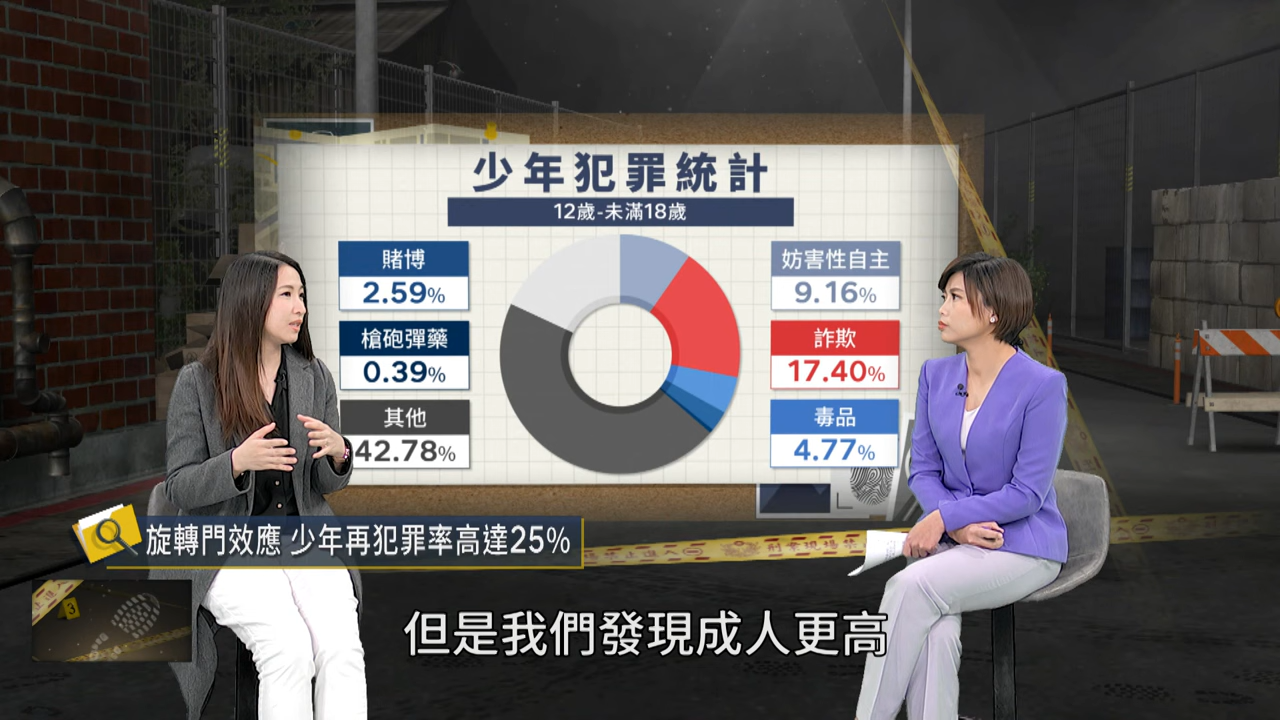 少年犯罪統計
12歲-未滿18歲
賭博
2.59%
槍砲彈藥
0.39%
其他
42.78%
妨害性自主
9.16%
詐欺
17.40%
毒品
4.77%
旋轉門效應 少年再犯罪率高達25%
3
但是我們發現成人更高